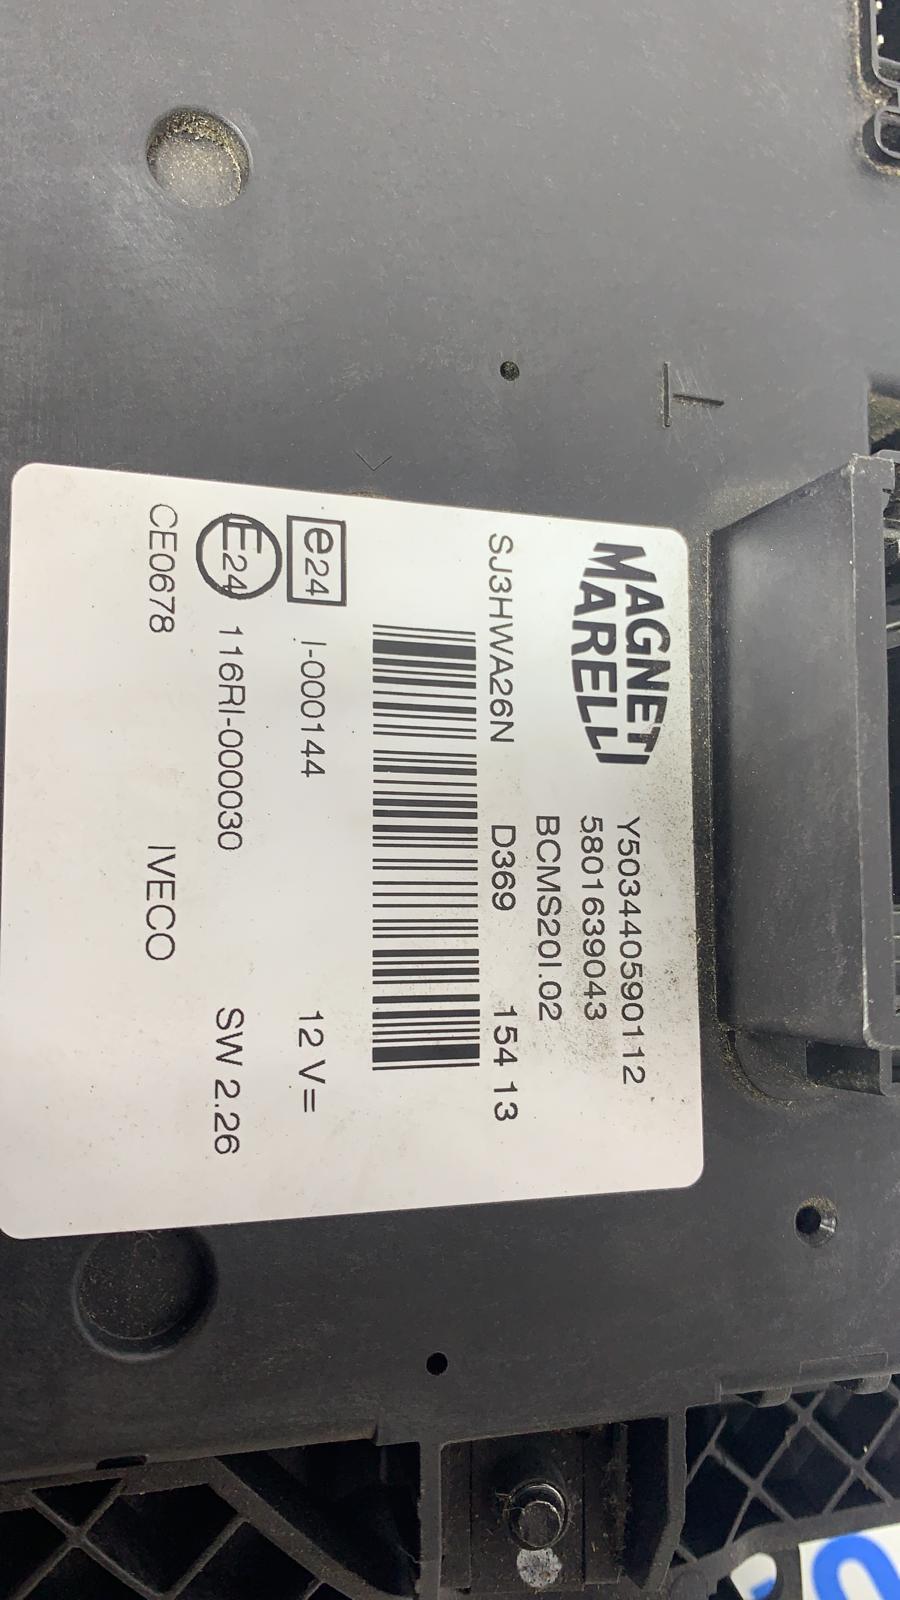 MAGNETI
MARELLI
Y503440590112
5801639043
BCMS20I.02
SJ3HWA26N D369 154 13
e24 I-000144 12 V=
E24 116RI-000030 SW 2.26
CE0678 IVECO